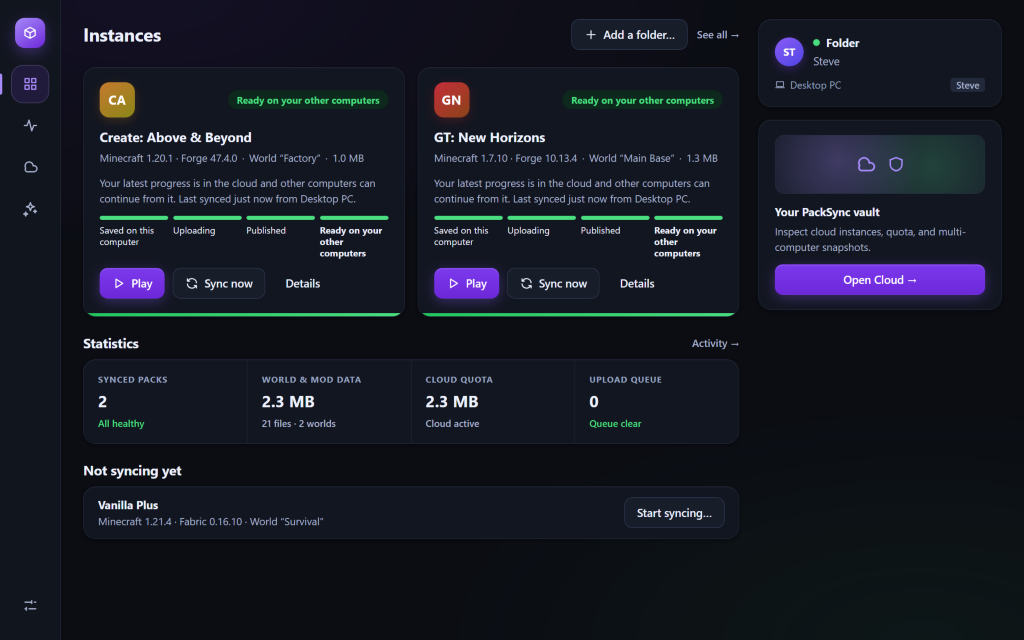 Instances
+ Add a folder...
See all →
CA
Ready on your other computers
Create: Above & Beyond
Minecraft 1.20.1 · Forge 47.4.0 · World “Factory” · 1.0 MB
Your latest progress is in the cloud and other computers can
continue from it. Last synced just now from Desktop PC.
Saved on this
computer
Uploading
Published
Ready on your
other
computers
Play
Sync now
Details
GN
Ready on your other computers
GT: New Horizons
Minecraft 1.7.10 · Forge 10.13.4 · World “Main Base” · 1.3 MB
Your latest progress is in the cloud and other computers can
continue from it. Last synced just now from Desktop PC.
Saved on this
computer
Uploading
Published
Ready on your
other
computers
Play
Sync now
Details
Statistics
Activity →
SYNCED PACKS
2
All healthy
WORLD & MOD DATA
2.3 MB
21 files · 2 worlds
CLOUD QUOTA
2.3 MB
Cloud active
UPLOAD QUEUE
0
Queue clear
Not syncing yet
Vanilla Plus
Minecraft 1.21.4 · Fabric 0.16.10 · World “Survival”
Start syncing...
ST
Folder
Steve
Desktop PC
Steve
Your PackSync vault
Inspect cloud instances, quota, and multi-
computer snapshots.
Open Cloud →